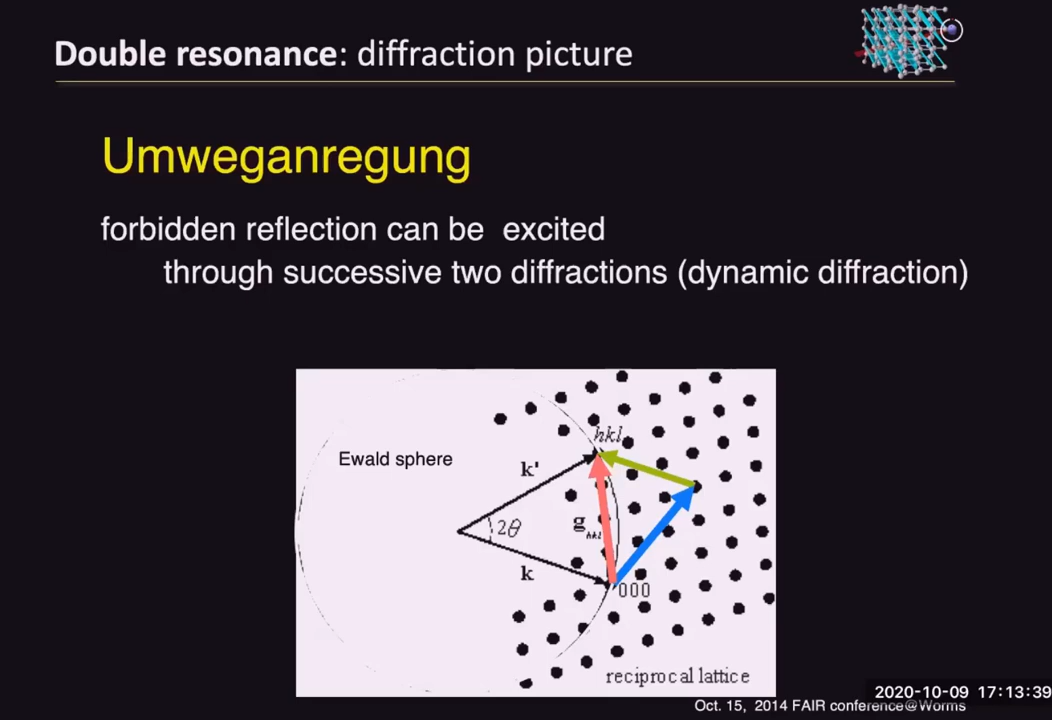 Double resonance: diffraction picture
Umweganregung
forbidden reflection can be excited
through successive two diffractions (dynamic diffraction)
hkl
Ewald sphere
k'
2θ
g hkl
k
000
reciprocal lattice
2020-10-09 17:13:39
Oct. 15, 2014 FAIR conference@Worms